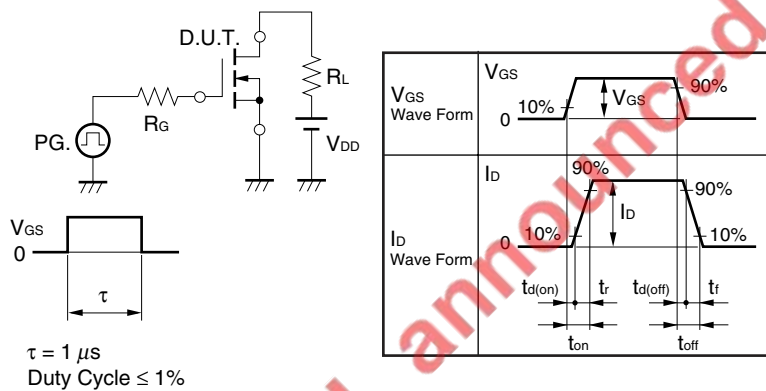 D.U.T.
RL
RG
PG.
VDD
VGS
0
τ
τ = 1 μs
Duty Cycle ≤ 1%
VGS
Wave Form
VGS
10%
0
VGS
90%
ID
Wave Form
ID
90%
90%
ID
10%
0
10%
td(on)
tr
td(off)
tf
ton
toff
announced